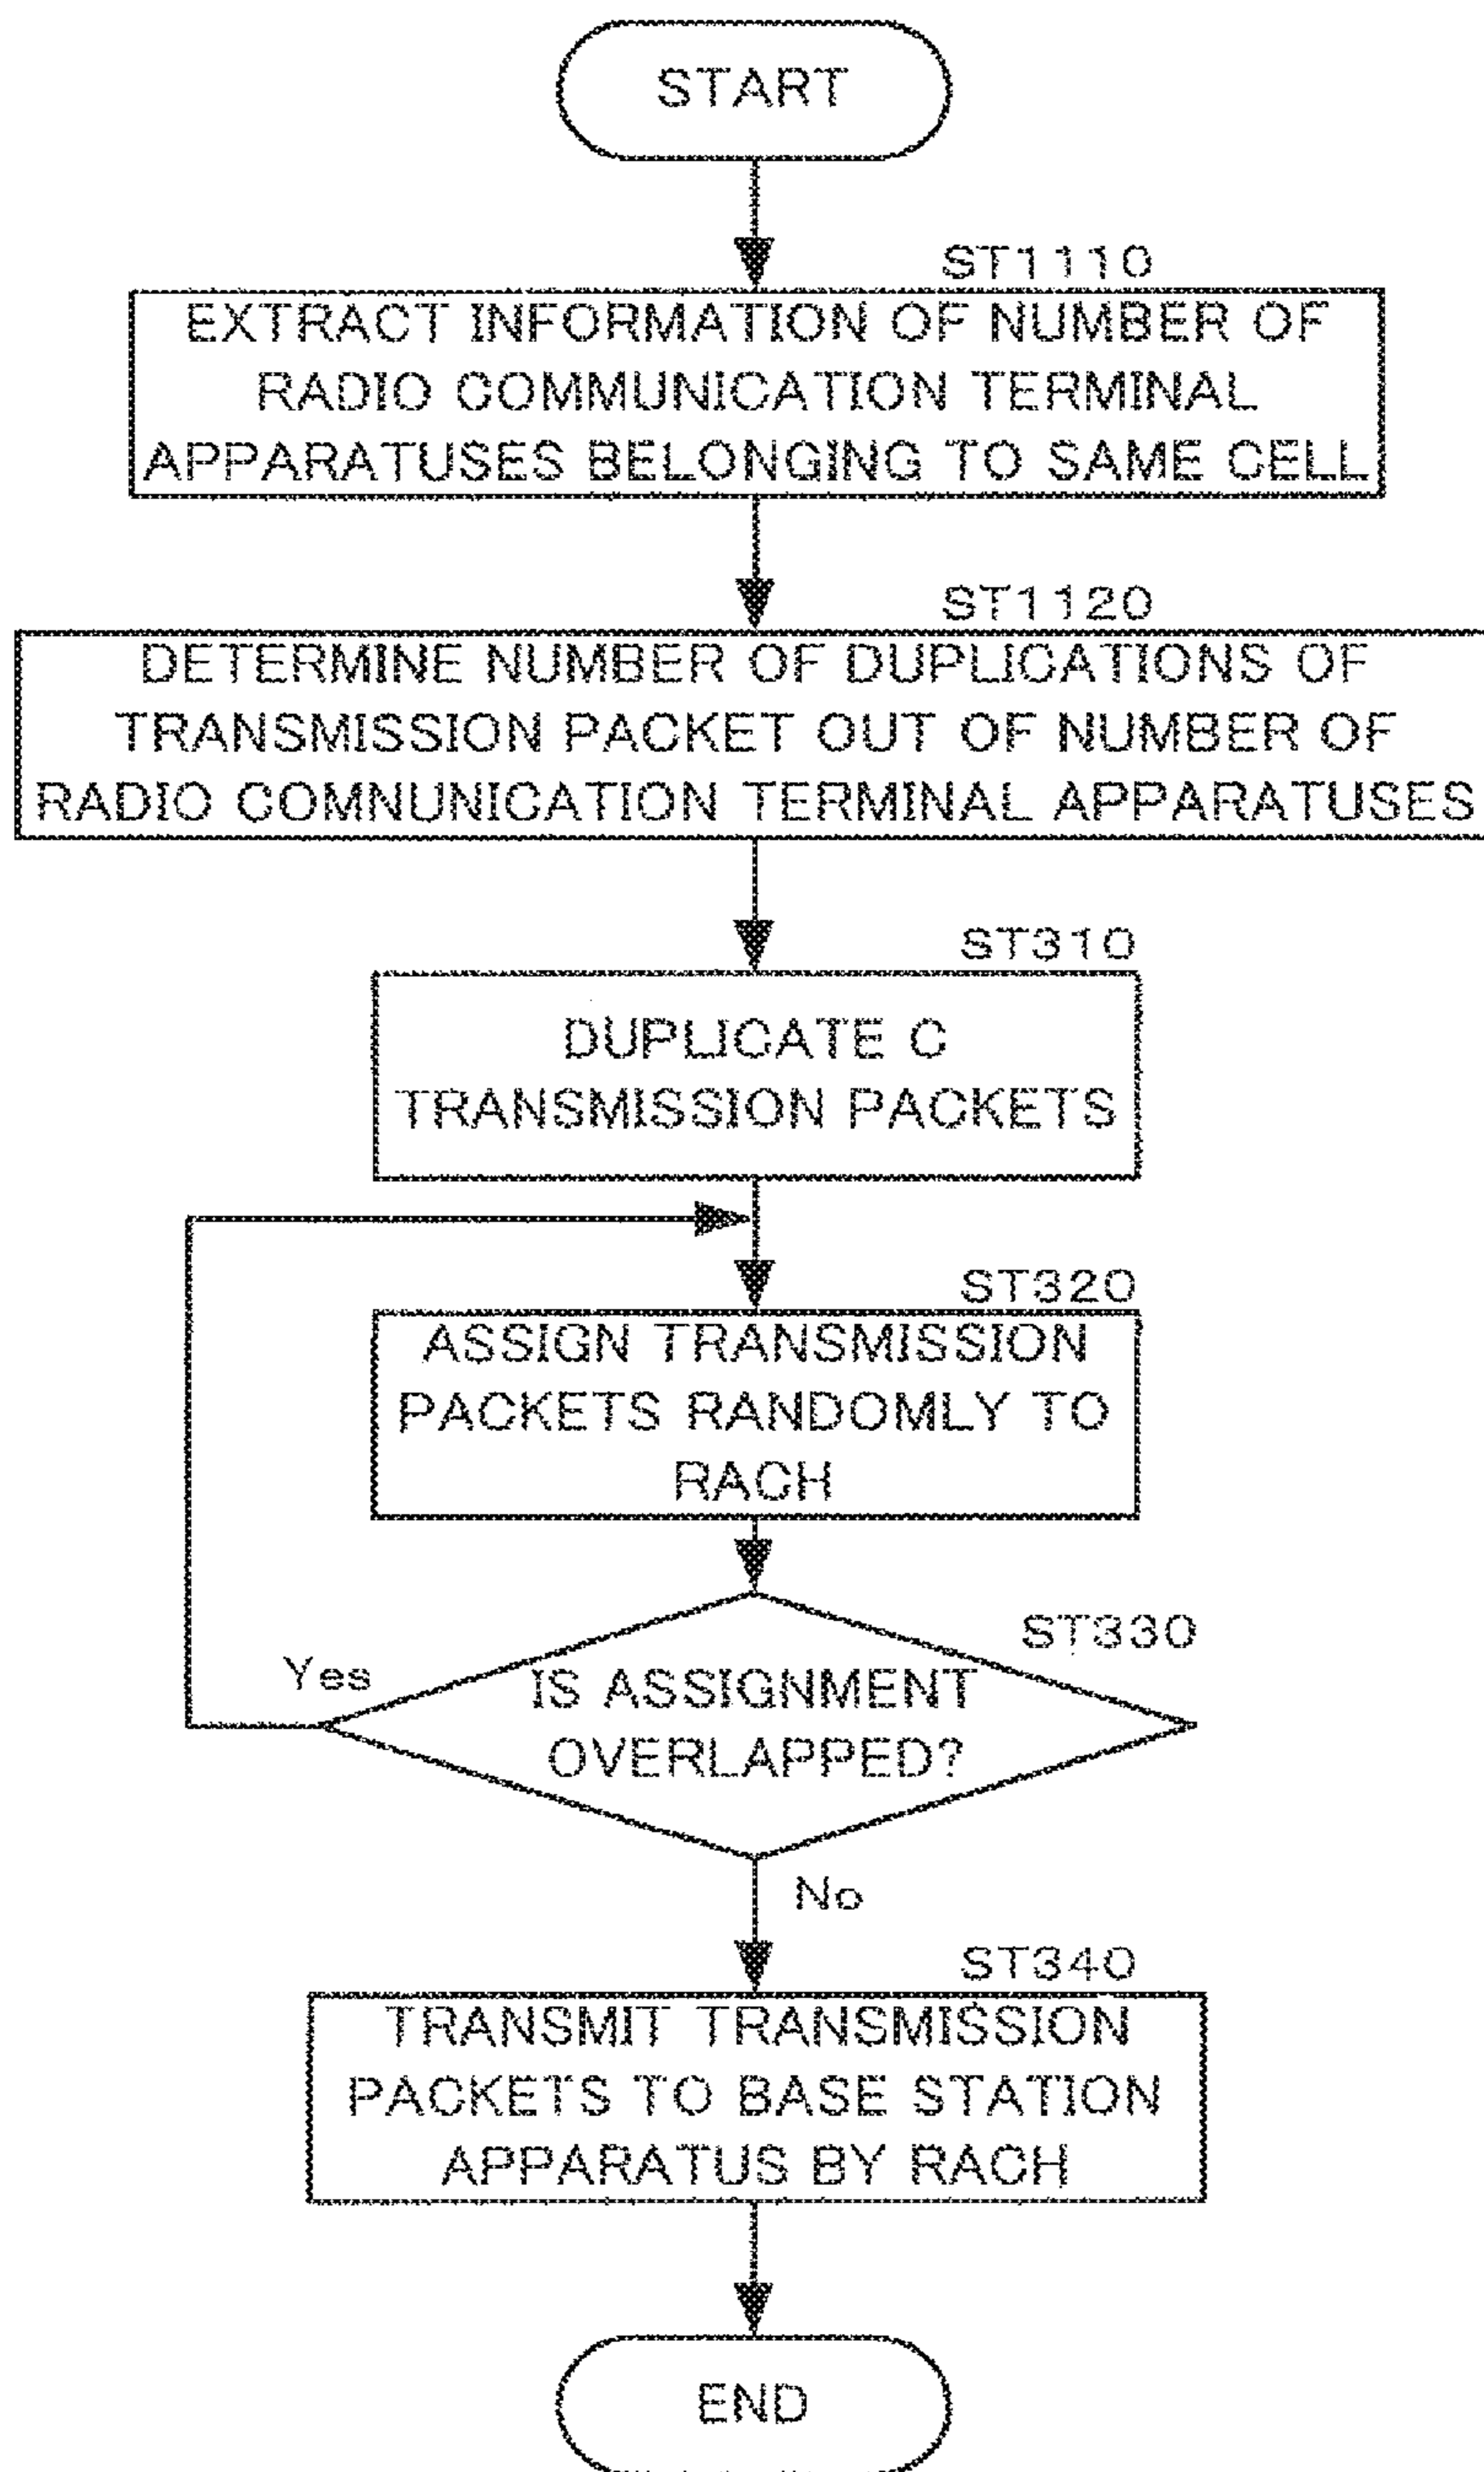 START
ST1110
EXTRACT INFORMATION OF NUMBER OF
RADIO COMMUNICATION TERMINAL
APPARATUSES BELONGING TO SAME CELL
ST1120
DETERMINE NUMBER OF DUPLICATIONS OF
TRANSMISSION PACKET OUT OF NUMBER OF
RADIO COMNUNICATION TERMINAL APPARATUSES
ST310
DUPLICATE C
TRANSMISSION PACKETS
ST320
ASSIGN TRANSMISSION
PACKETS RANDOMLY TO
RACH
ST330
Yes
IS ASSIGNMENT
OVERLAPPED?
No
ST340
TRANSMIT TRANSMISSION
PACKETS TO BASE STATION
APPARATUS BY RACH
END